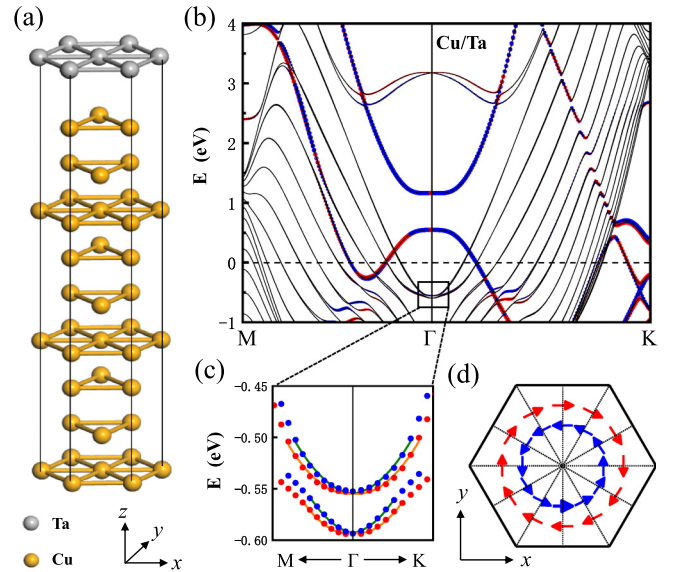 (a)
Ta
Cu
z
y
x
(b)
E (eV)
4
3
2
1
0
−1
Cu/Ta
M
Γ
K
(c)
E (eV)
−0.45
−0.50
−0.55
−0.60
M
Γ
K
(d)
y
x